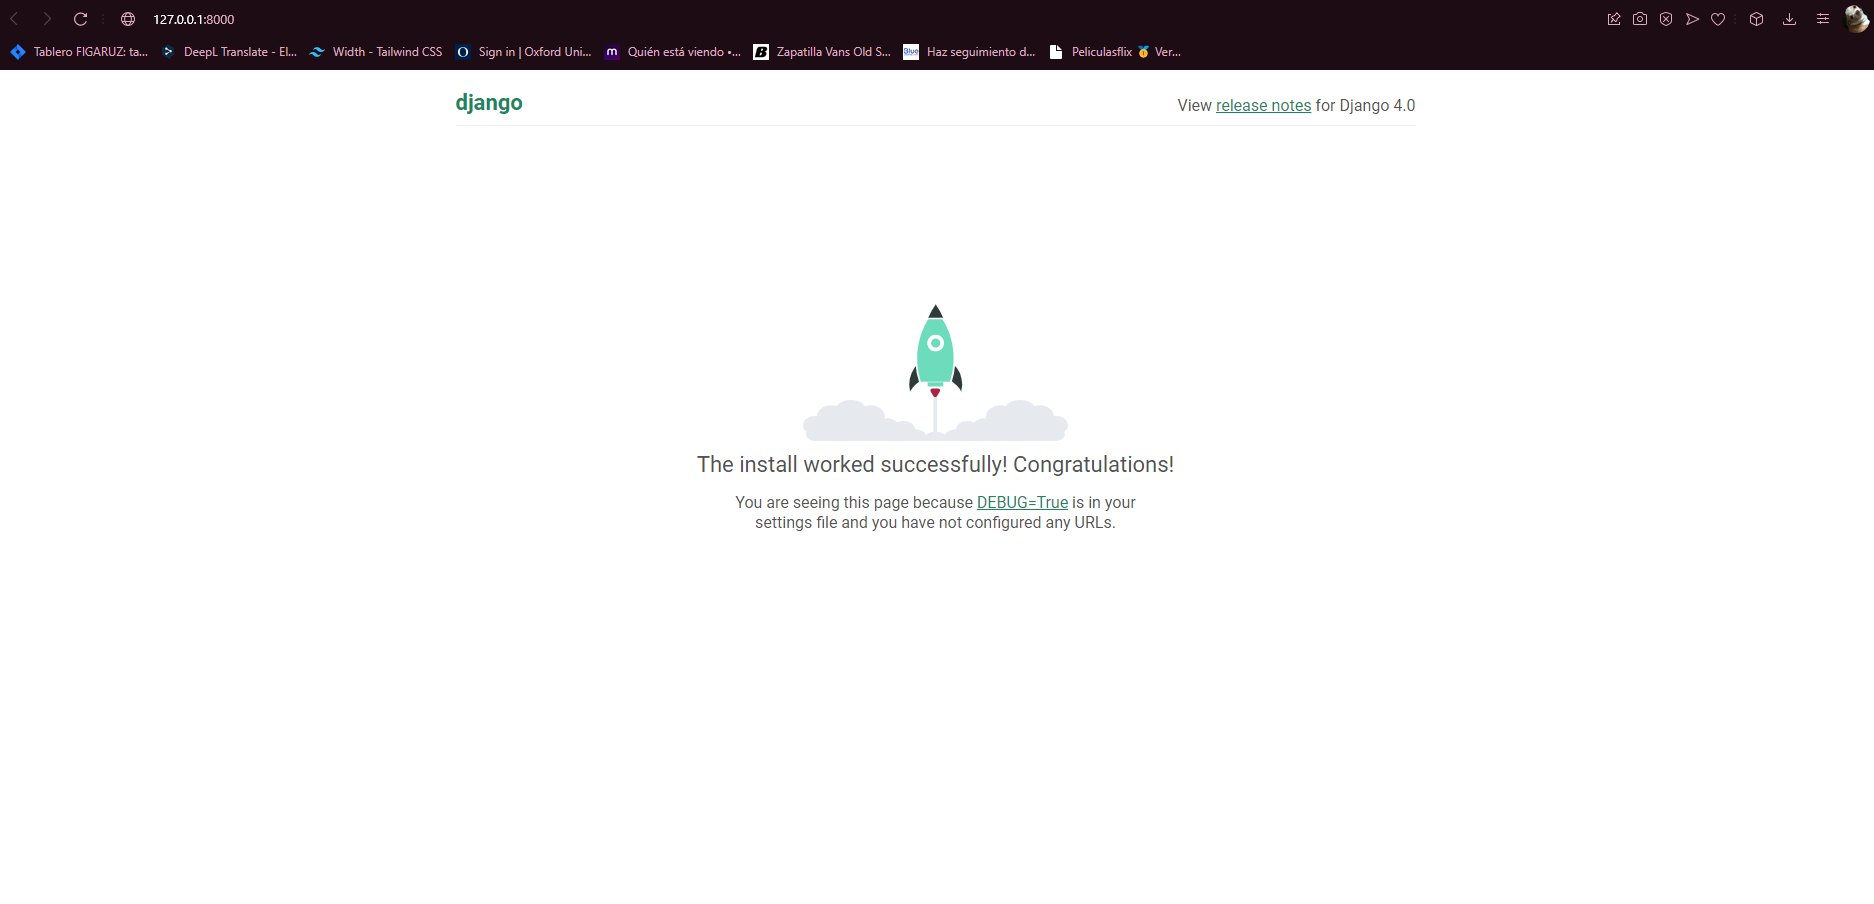 127.0.0.1:8000
Tablero FIGARUZ: ta... DeepL Translate - El... Width - Tailwind CSS Sign in | Oxford Uni... Quién está viendo •... Zapatilla Vans Old S... Haz seguimiento d... Peliculasflix 🥇 Ver...
django View release notes for Django 4.0
The install worked successfully! Congratulations!
You are seeing this page because DEBUG=True is in your
settings file and you have not configured any URLs.